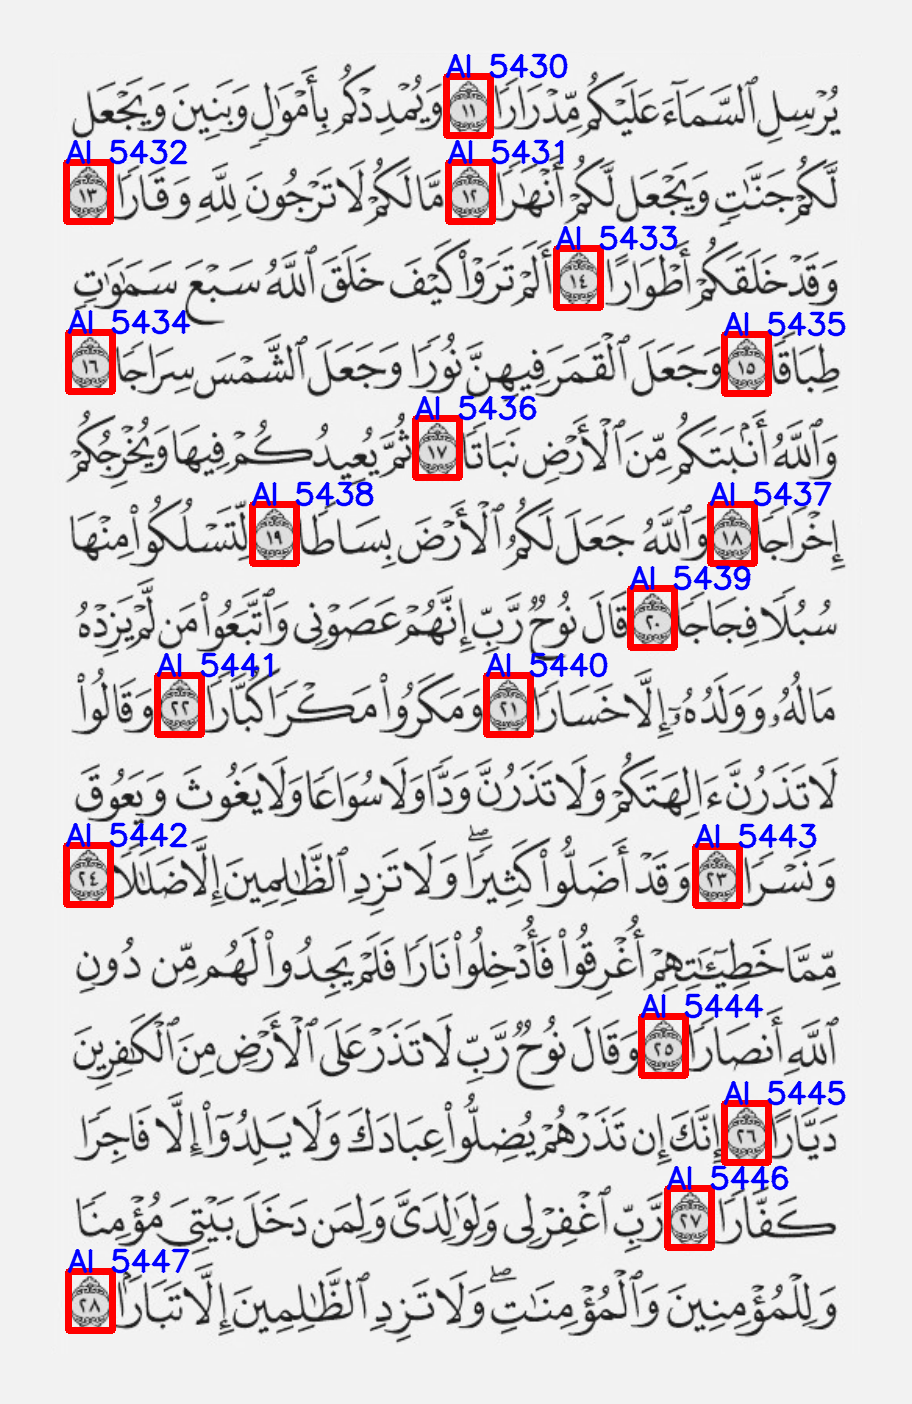 AI_5430
يُرْسِلِ ٱلسَّمَآءَ عَلَيْكُم مِّدْرَارًا ١١ وَيُمْدِدْكُم بِأَمْوَٰلٍ وَبَنِينَ وَيَجْعَل
AI_5431 AI_5432
لَّكُمْ جَنَّٰتٍ وَيَجْعَل لَّكُمْ أَنْهَٰرًا ١٢ مَّا لَكُمْ لَا تَرْجُونَ لِلَّهِ وَقَارًا ١٣
AI_5433
وَقَدْ خَلَقَكُمْ أَطْوَارًا ١٤ أَلَمْ تَرَوْا۟ كَيْفَ خَلَقَ ٱللَّهُ سَبْعَ سَمَٰوَٰتٍ
AI_5435 AI_5434
طِبَاقًا ١٥ وَجَعَلَ ٱلْقَمَرَ فِيهِنَّ نُورًا وَجَعَلَ ٱلشَّمْسَ سِرَاجًا ١٦
AI_5436
وَٱللَّهُ أَنۢبَتَكُم مِّنَ ٱلْأَرْضِ نَبَاتًا ١٧ ثُمَّ يُعِيدُكُمْ فِيهَا وَيُخْرِجُكُمْ
AI_5437 AI_5438
إِخْرَاجًا ١٨ وَٱللَّهُ جَعَلَ لَكُمُ ٱلْأَرْضَ بِسَاطًا ١٩ لِّتَسْلُكُوا۟ مِنْهَا
AI_5439
سُبُلًا فِجَاجًا ٢٠ قَالَ نُوحٌ رَّبِّ إِنَّهُمْ عَصَوْنِى وَٱتَّبَعُوا۟ مَن لَّمْ يَزِدْهُ
AI_5440 AI_5441
مَالُهُۥ وَوَلَدُهُۥٓ إِلَّا خَسَارًا ٢١ وَمَكَرُوا۟ مَكْرًا كُبَّارًا ٢٢ وَقَالُوا۟
لَا تَذَرُنَّ ءَالِهَتَكُمْ وَلَا تَذَرُنَّ وَدًّا وَلَا سُوَاعًا وَلَا يَغُوثَ وَيَعُوقَ
AI_5443 AI_5442
وَنَسْرًا ٢٣ وَقَدْ أَضَلُّوا۟ كَثِيرًا ۖ وَلَا تَزِدِ ٱلظَّٰلِمِينَ إِلَّا ضَلَٰلًا ٢٤
مِّمَّا خَطِيٓـَٰٔتِهِمْ أُغْرِقُوا۟ فَأُدْخِلُوا۟ نَارًا فَلَمْ يَجِدُوا۟ لَهُم مِّن دُونِ
AI_5444
ٱللَّهِ أَنصَارًا ٢٥ وَقَالَ نُوحٌ رَّبِّ لَا تَذَرْ عَلَى ٱلْأَرْضِ مِنَ ٱلْكَٰفِرِينَ
AI_5445
دَيَّارًا ٢٦ إِنَّكَ إِن تَذَرْهُمْ يُضِلُّوا۟ عِبَادَكَ وَلَا يَلِدُوٓا۟ إِلَّا فَاجِرًا
AI_5446
كَفَّارًا ٢٧ رَّبِّ ٱغْفِرْ لِى وَلِوَٰلِدَىَّ وَلِمَن دَخَلَ بَيْتِىَ مُؤْمِنًا
AI_5447
وَلِلْمُؤْمِنِينَ وَٱلْمُؤْمِنَٰتِ ۖ وَلَا تَزِدِ ٱلظَّٰلِمِينَ إِلَّا تَبَارًۢا ٢٨